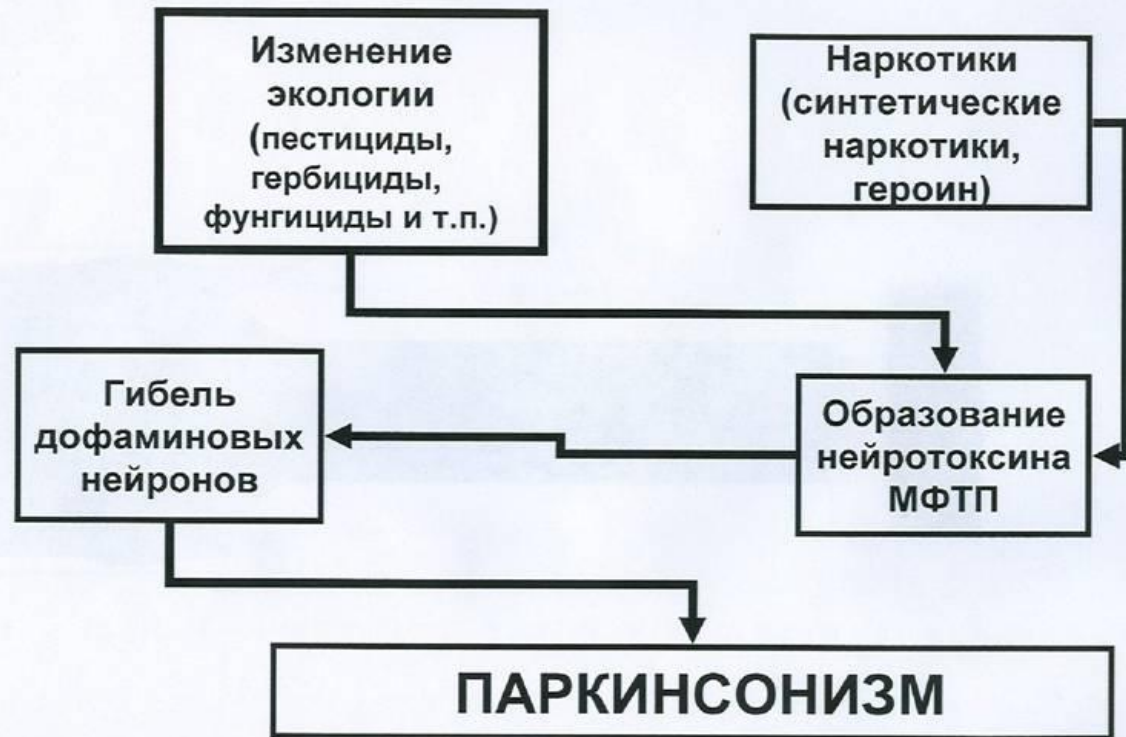 Изменение
экологии
(пестициды,
гербициды,
фунгициды и т.п.)
Наркотики
(синтетические
наркотики,
героин)
Гибель
дофаминовых
нейронов
Образование
нейротоксина
МФТП
ПАРКИНСОНИЗМ